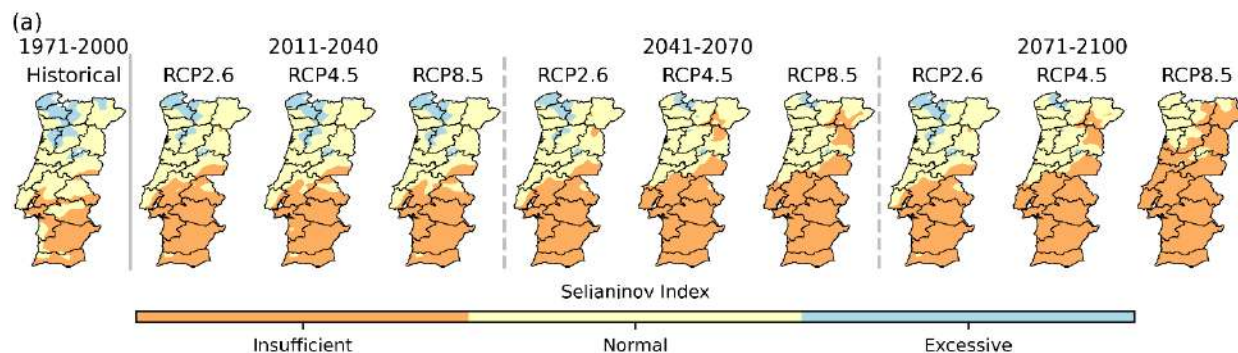 (a)
1971-2000 2011-2040 2041-2070 2071-2100
Historical RCP2.6 RCP4.5 RCP8.5 RCP2.6 RCP4.5 RCP8.5 RCP2.6 RCP4.5 RCP8.5
Seljaninov Index
Insufficient Normal Excessive